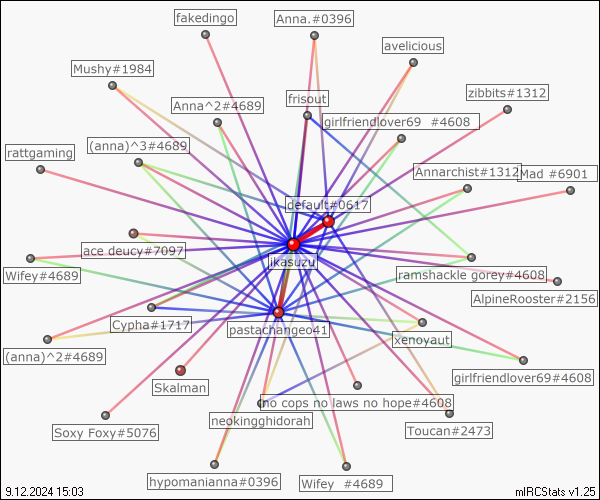 fakedingo
Anna.#0396
avelicious
Mushy#1984
zibbits#1312
frisout
Anna^2#4689
girlfriendlover69 #4608
(anna)^3#4689
rattgaming
Annarchist#1312
Mad #6901
default#0617
ace deucy#7097
ikasuzu
Wifey#4689
ramshackle gorey#4608
AlpineRooster#2156
Cypha#1717
pastachangeo41
xenoyaut
(anna)^2#4689
girlfriendlover69#4608
Skalman
no cops no laws no hope#4608
neokingghidorah
Toucan#2473
Soxy Foxy#5076
hypomanianna#0396
Wifey #4689
9.12.2024 15:03
mIRCStats v1.25